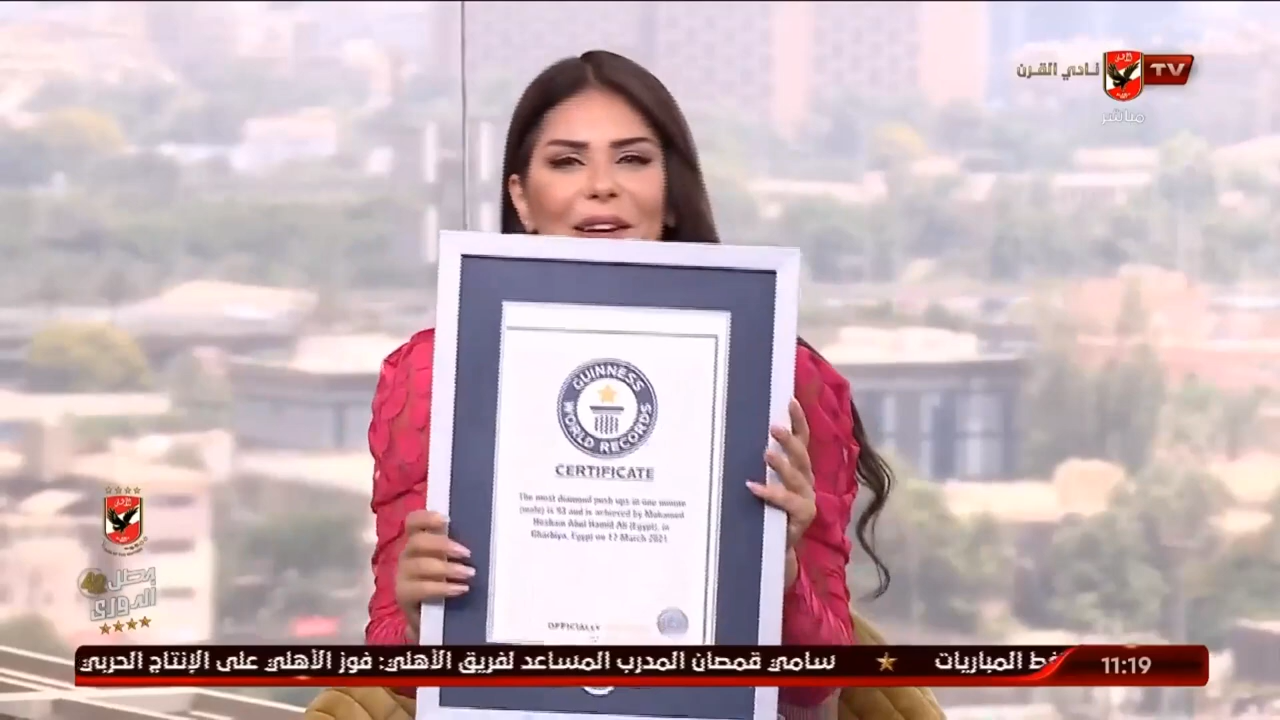 نادي القرن
TV
مباشر
GUINNESS
WORLD RECORDS
CERTIFICATE
The most diamond push ups in one minute
(male) is 93 and is achieved by Mohamed
Hesham Abul Hamid Ali (Egypt), in
Gharbiya, Egypt on 17 March 2021
OFFICIALLY
بطل
الدوري
سامي قمصان المدرب المساعد لفريق الأهلي: فوز الأهلي على الإنتاج الحربي ★ المباريات
11:19